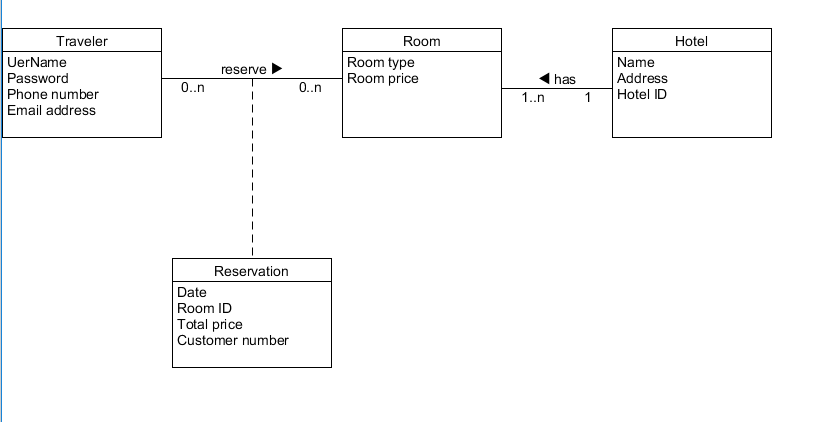 Traveler
UerName
Password
Phone number
Email address
reserve ▶
0..n
0..n
Room
Room type
Room price
◀ has
1..n
1
Hotel
Name
Address
Hotel ID
Reservation
Date
Room ID
Total price
Customer number